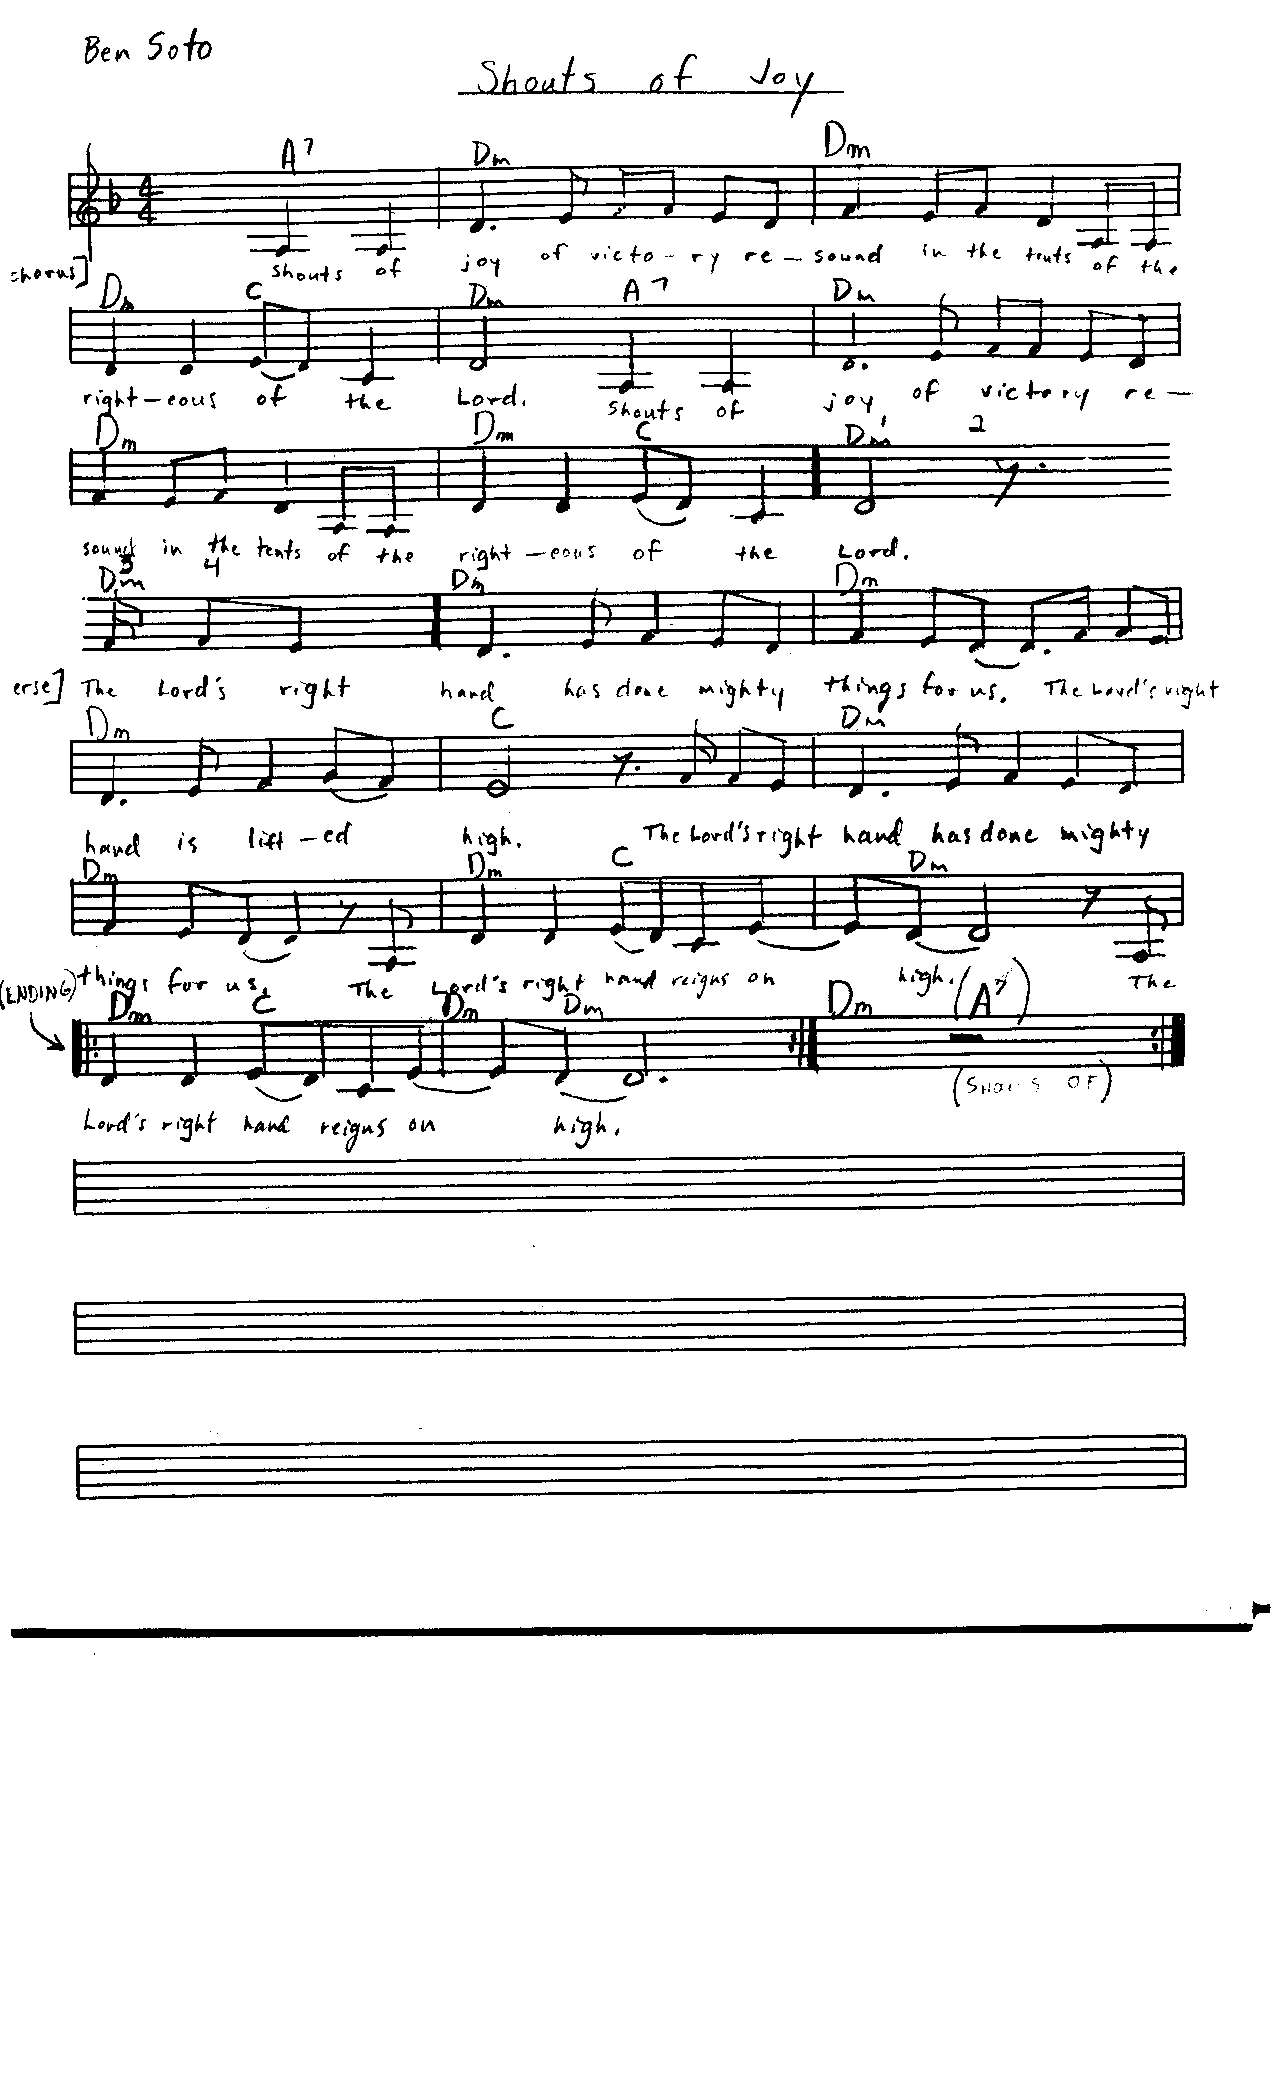 Ben Soto
Shouts of Joy
A7 Dm Dm
4
4
chorus] Shouts of joy of victo-ry re-sound in the tents of the
Dm C Dm A7 Dm
right-eous of the Lord. Shouts of joy of victory re-
Dm Dm C Dm 1 2
sound in the tents of the right-eous of the Lord.
3 4
Dm Dm Dm
erse] The Lord's right hand has done mighty things for us. The Lord's right
Dm C Dm
hand is lift-ed high. The Lord's right hand has done mighty
Dm Dm C Dm
things for us. The Lord's right hand reigns on high. The
(ENDING) Dm C Dm Dm Dm (A7)
Lord's right hand reigns on high. (SHOUTS OF)